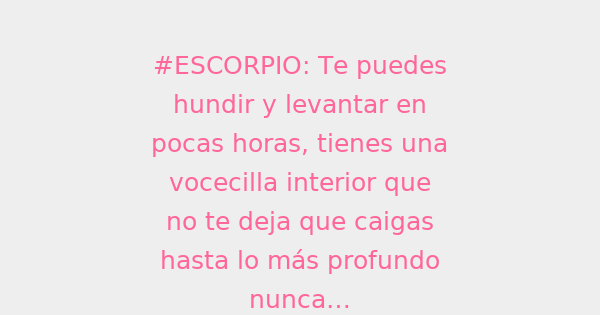 #ESCORPIO: Te puedes
hundir y levantar en
pocas horas, tienes una
vocecilla interior que
no te deja que caigas
hasta lo más profundo
nunca...